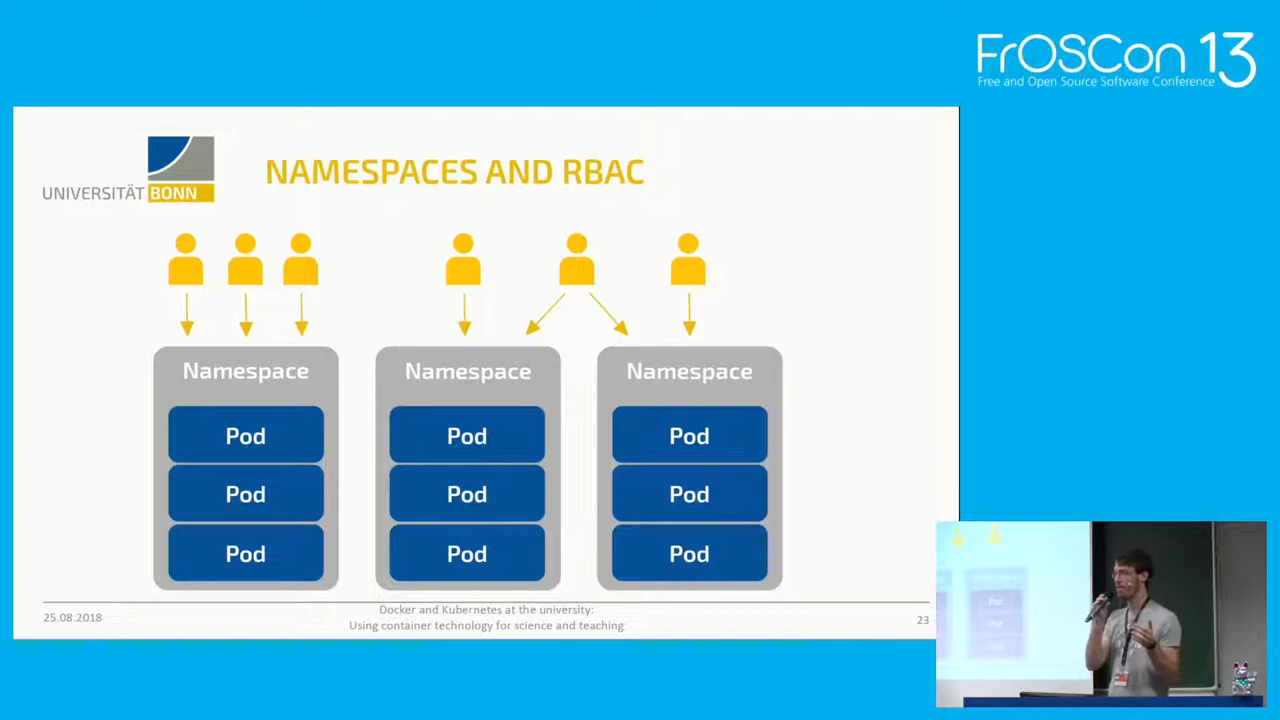 FrOSCon 13
Free and Open Source Software Conference
UNIVERSITÄT BONN
NAMESPACES AND RBAC
Namespace
Pod
Pod
Pod
Namespace
Pod
Pod
Pod
Namespace
Pod
Pod
Pod
25.08.2018
Docker and Kubernetes at the university:
Using container technology for science and teaching
23
Pod